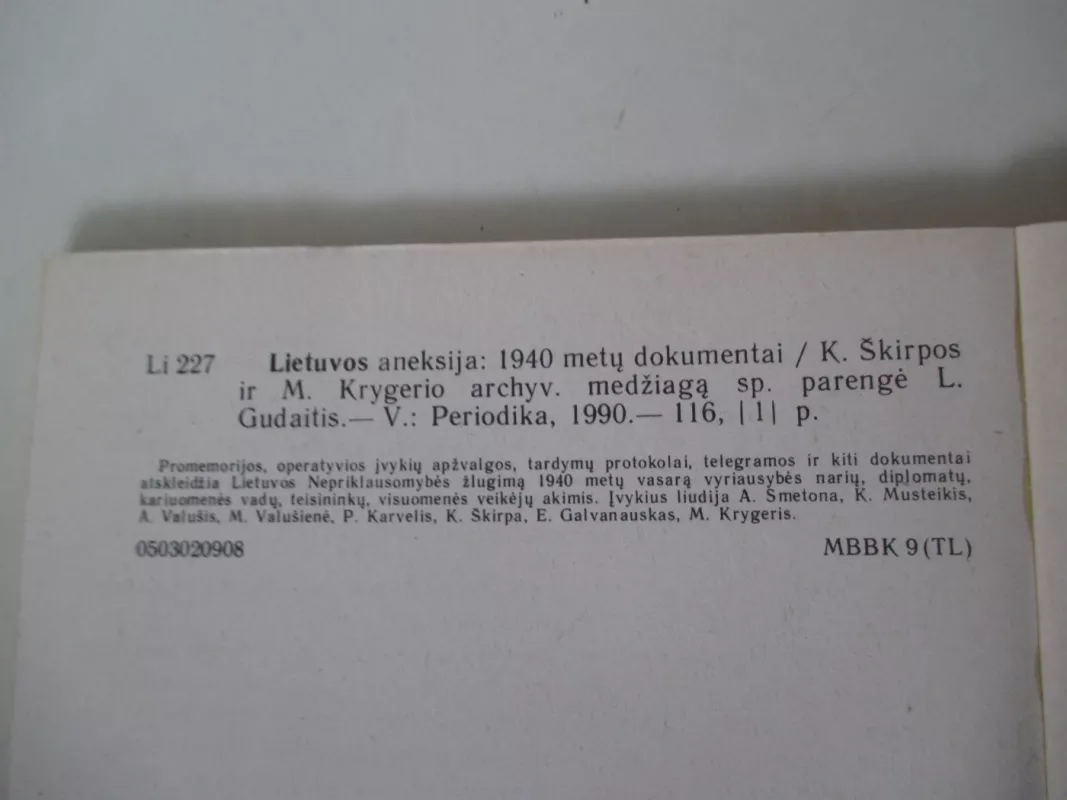 Li 227 Lietuvos aneksija: 1940 metų dokumentai / K. Škirpos
ir M. Krygerio archyv. medžiagą sp. parengė L.
Gudaitis.— V.: Periodika, 1990.— 116, |1| p.
Promemorijos, operatyvios įvykių apžvalgos, tardymų protokolai, telegramos ir kiti dokumentai
atskleidžia Lietuvos Nepriklausomybės žlugimą 1940 metų vasarą vyriausybės narių, diplomatų,
kariuomenės vadų, teisininkų, visuomenės veikėjų akimis. Įvykius liudija A. Smetona, K. Musteikis,
A. Valušis, M. Valušienė, P. Karvelis, K. Škirpa, E. Galvanauskas, M. Krygeris.
0503020908 MBBK 9(TL)